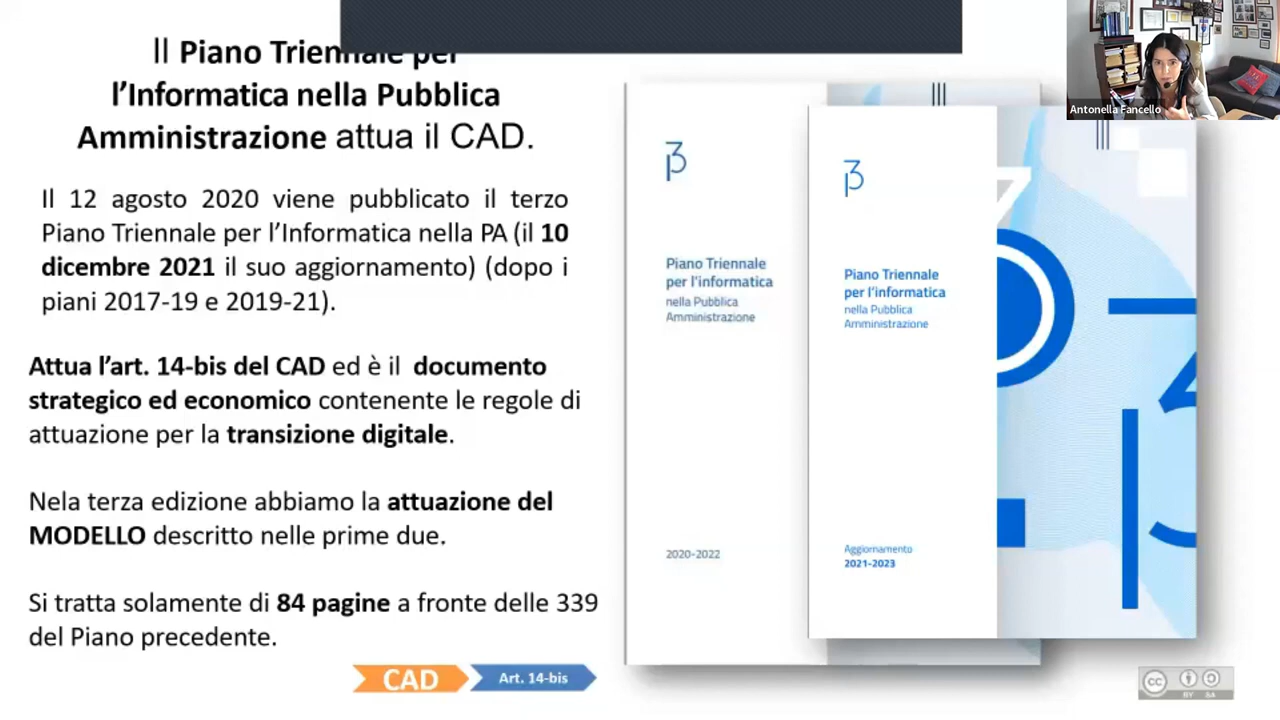 Il Piano Triennale per
l’Informatica nella Pubblica
Amministrazione attua il CAD.
Il 12 agosto 2020 viene pubblicato il terzo
Piano Triennale per l’Informatica nella PA (il 10
dicembre 2021 il suo aggiornamento) (dopo i
piani 2017-19 e 2019-21).
Attua l’art. 14-bis del CAD ed è il documento
strategico ed economico contenente le regole di
attuazione per la transizione digitale.
Nela terza edizione abbiamo la attuazione del
MODELLO descritto nelle prime due.
Si tratta solamente di 84 pagine a fronte delle 339
del Piano precedente.
CAD
Art. 14-bis
Piano Triennale
per l'informatica
nella Pubblica
Amministrazione
2020-2022
Piano Triennale
per l'informatica
nella Pubblica
Amministrazione
Aggiornamento
2021-2023
Antonella Fancello
cc
BY SA